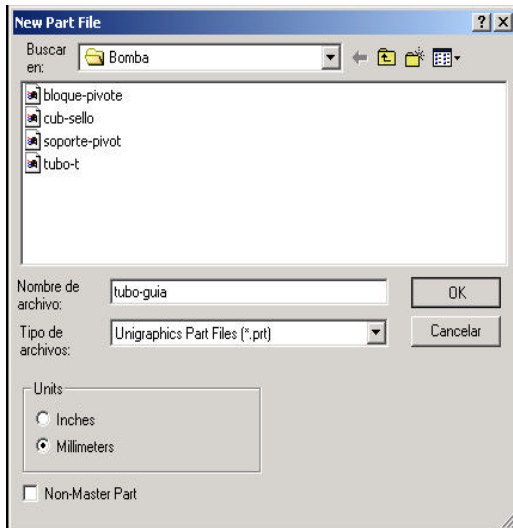 New Part File
Buscar
en:
Bomba
bloque-pivote
cub-sello
soporte-pivot
tubo-t
Nombre de
archivo:
tubo-guia
OK
Tipo de
archivos:
Unigraphics Part Files (*.prt)
Cancelar
Units
Inches
Millimeters
Non-Master Part